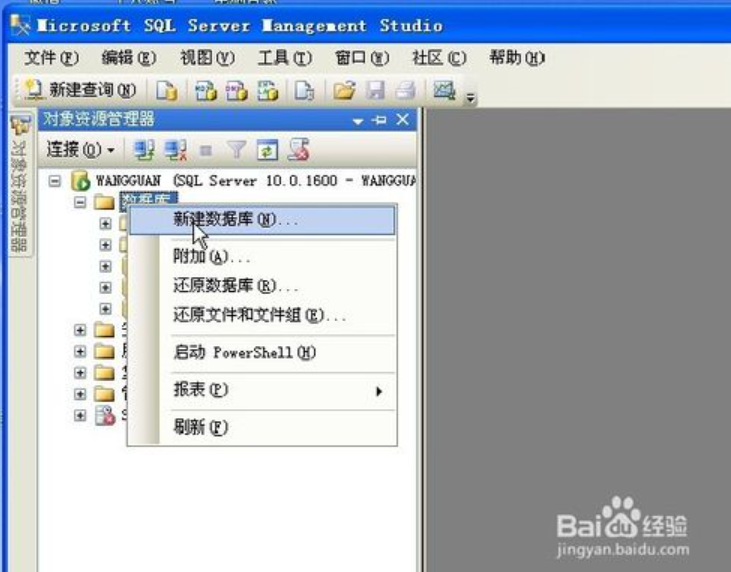 Microsoft SQL Server Management Studio
文件(F) 编辑(E) 视图(V) 工具(T) 窗口(W) 社区(C) 帮助(H)
新建查询(N)
对象资源管理器
对象资源管理器
连接(O)
WANGGUAN (SQL Server 10.0.1600 - WANGGUA
数据库
新建数据库(N)...
附加(A)...
还原数据库(R)...
还原文件和文件组(E)...
启动 PowerShell(H)
报表(P)
刷新(F)
Baidu经验
jingyan.baidu.com